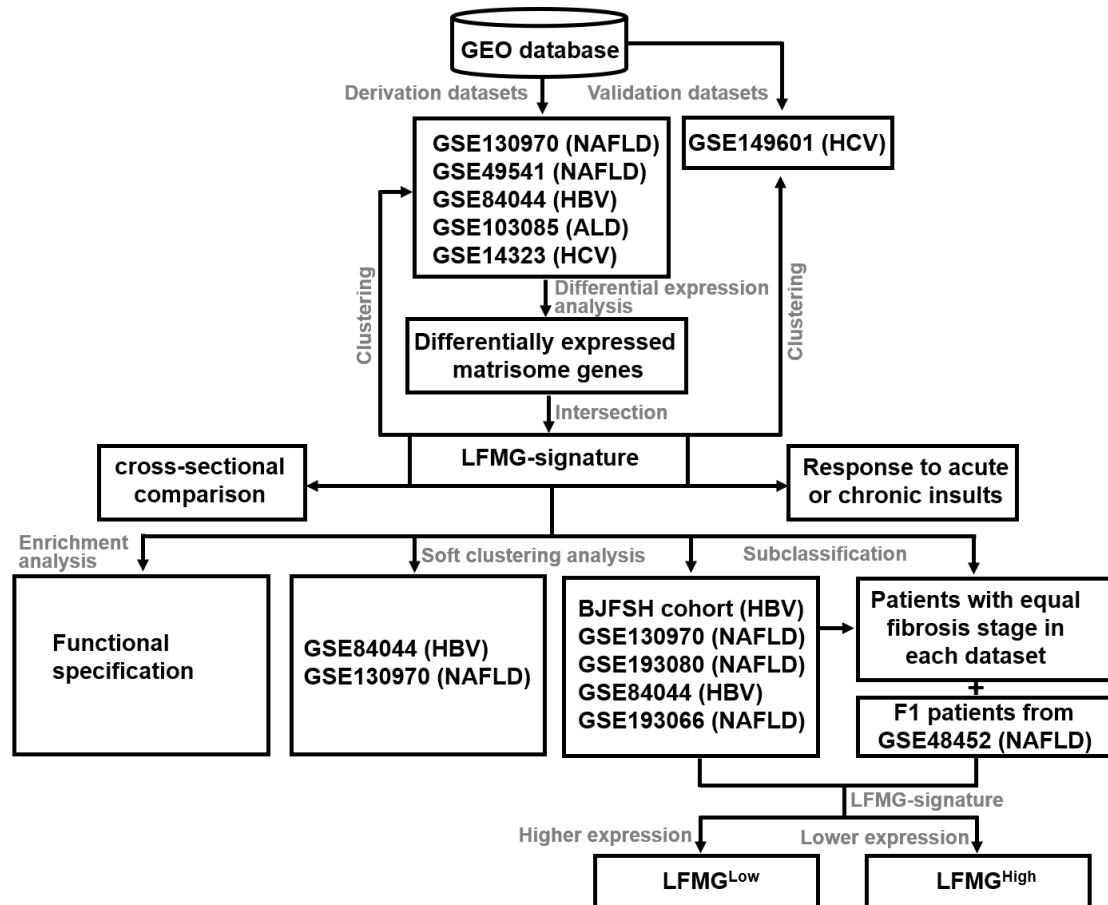 GEO database
Derivation datasets
Validation datasets
GSE130970 (NAFLD)
GSE49541 (NAFLD)
GSE84044 (HBV)
GSE103085 (ALD)
GSE14323 (HCV)
GSE149601 (HCV)
Clustering
Clustering
Differential expression
analysis
Differentially expressed
matrisome genes
Intersection
LFMG-signature
cross-sectional
comparison
Response to acute
or chronic insults
Enrichment
analysis
Soft clustering analysis
Subclassification
Functional
specification
GSE84044 (HBV)
GSE130970 (NAFLD)
BJFSH cohort (HBV)
GSE130970 (NAFLD)
GSE193080 (NAFLD)
GSE84044 (HBV)
GSE193066 (NAFLD)
Patients with equal
fibrosis stage in
each dataset
+
F1 patients from
GSE48452 (NAFLD)
LFMG-signature
Higher expression
Lower expression
LFMGLow
LFMGHigh